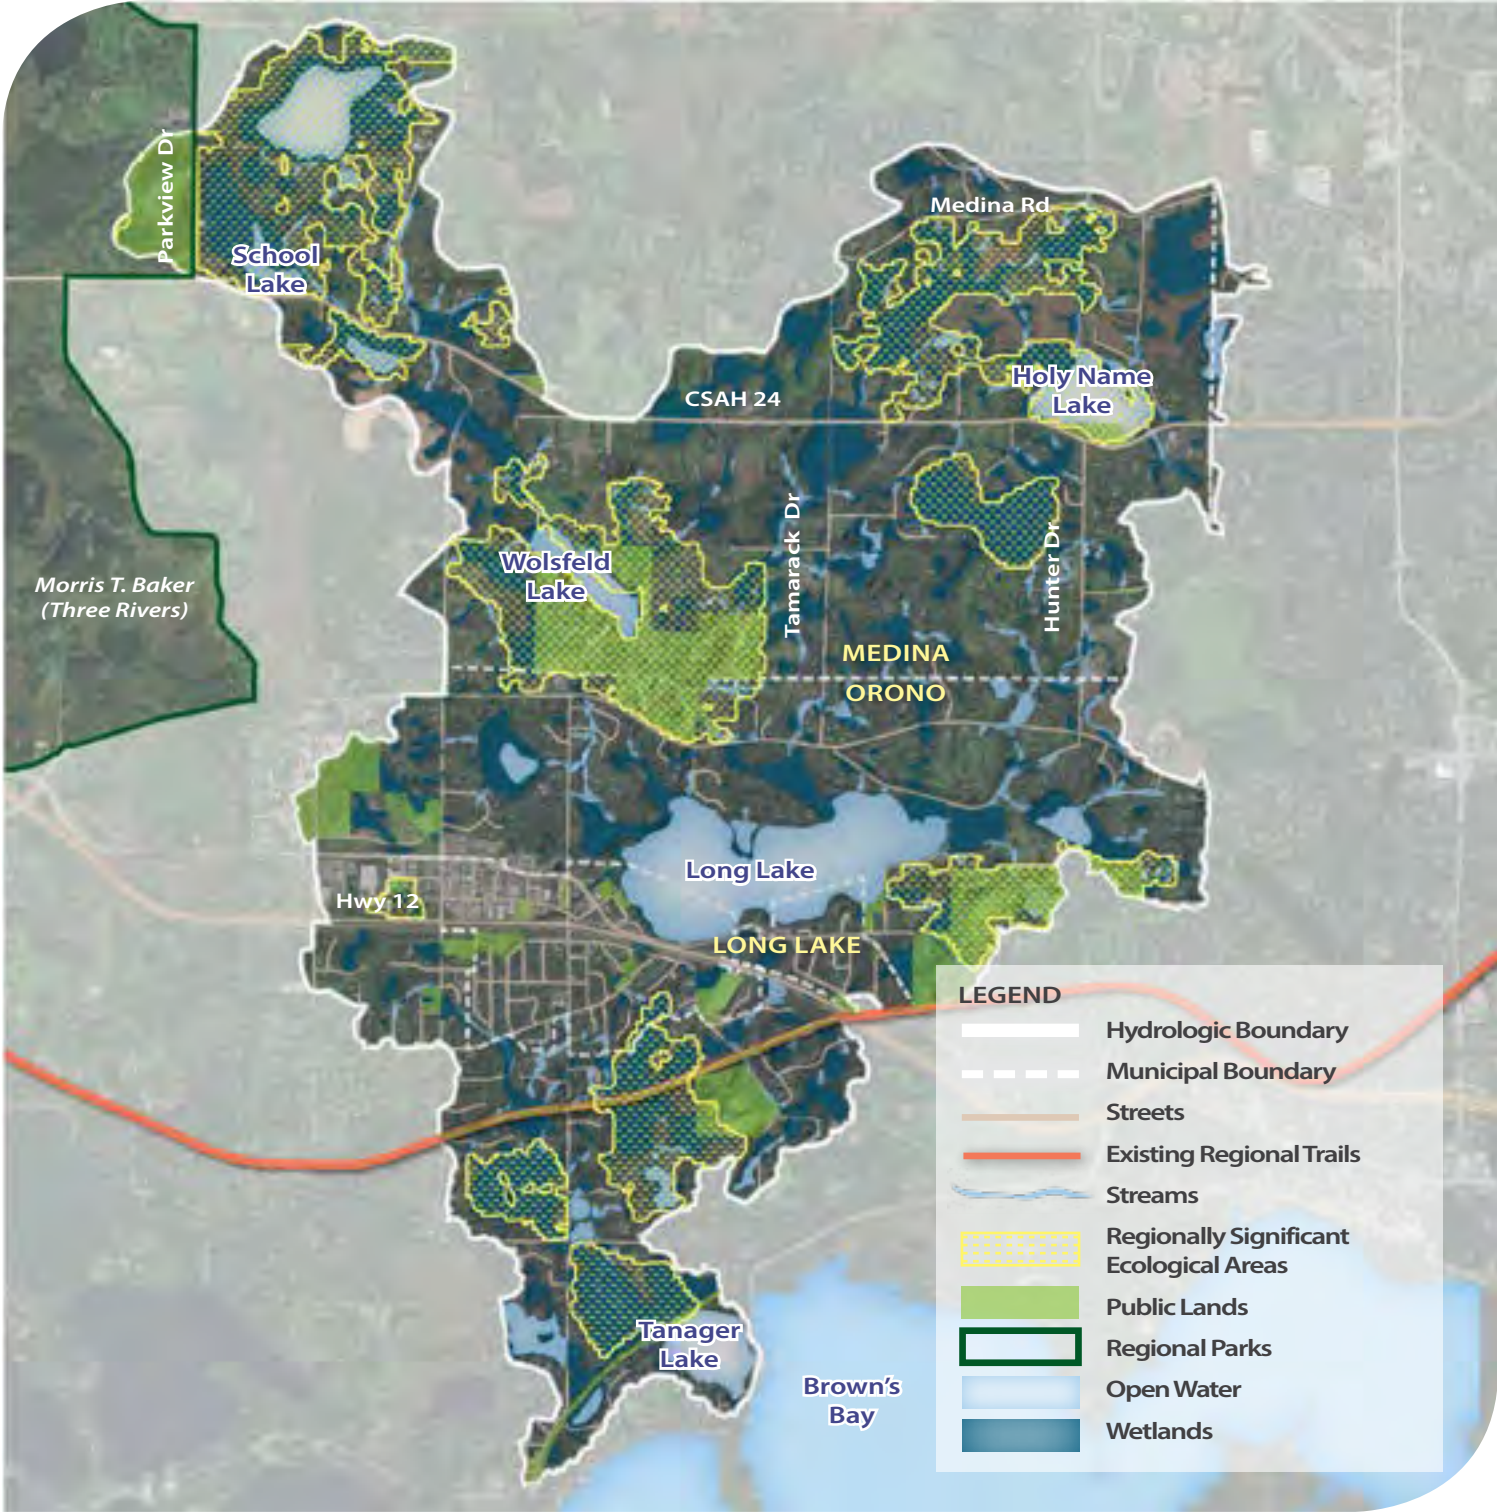 Parkview Dr
School
Lake
Medina Rd
Holy Name
Lake
CSAH 24
Wolsfeld
Lake
Tamarack Dr
Hunter Dr
Morris T. Baker
(Three Rivers)
MEDINA
ORONO
Long Lake
Hwy 12
LONG LAKE
Tanager
Lake
Brown's
Bay
LEGEND
Hydrologic Boundary
Municipal Boundary
Streets
Existing Regional Trails
Streams
Regionally Significant
Ecological Areas
Public Lands
Regional Parks
Open Water
Wetlands